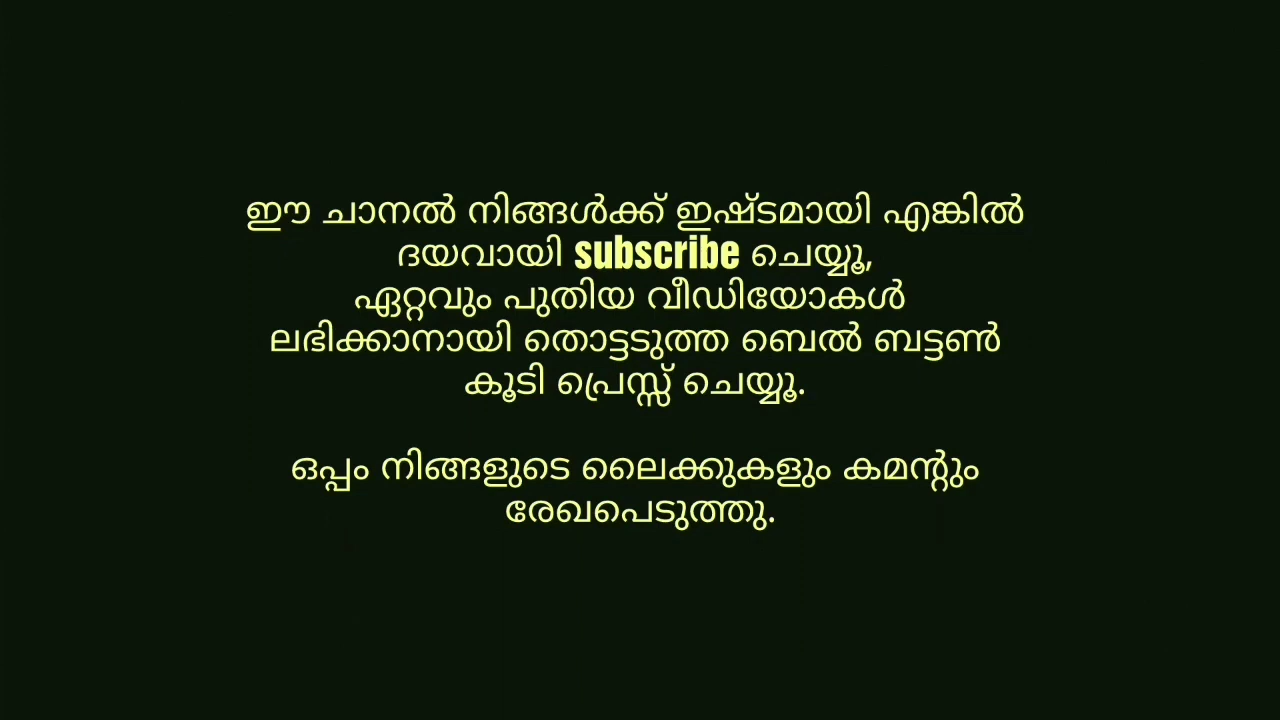 ഈ ചാനൽ നിങ്ങൾക്ക് ഇഷ്ടമായി എങ്കിൽ
ദയവായി subscribe ചെയ്യൂ,
ഏറ്റവും പുതിയ വീഡിയോകൾ
ലഭിക്കാനായി തൊട്ടടുത്ത ബെൽ ബട്ടൺ
കൂടി പ്രെസ്സ് ചെയ്യൂ.
ഒപ്പം നിങ്ങളുടെ ലൈക്കുകളും കമന്റും
രേഖപെടുത്തു.